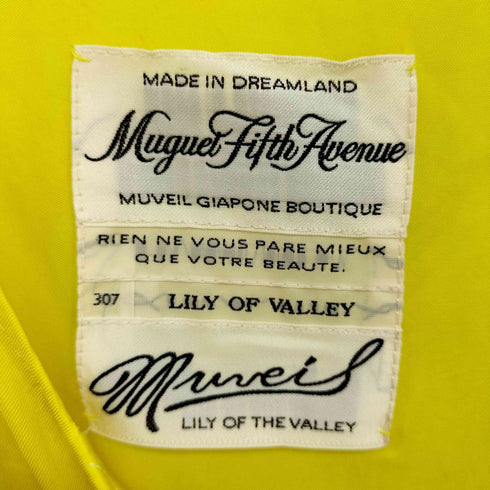 MADE IN DREAMLAND
Muguet Fifth Avenue
MUVEIL GIAPONE BOUTIQUE
RIEN NE VOUS PARE MIEUX
QUE VOTRE BEAUTE.
307 LILY OF VALLEY
Muveil
LILY OF THE VALLEY